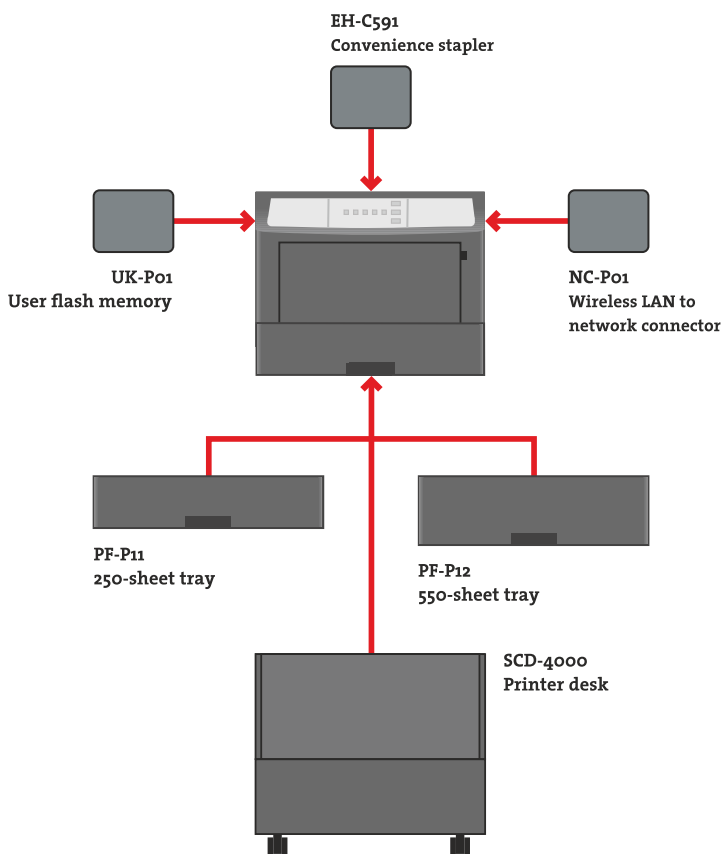 EH-C591
Convenience stapler
UK-P01
User flash memory
NC-P01
Wireless LAN to
network connector
PF-P11
250-sheet tray
PF-P12
550-sheet tray
SCD-4000
Printer desk